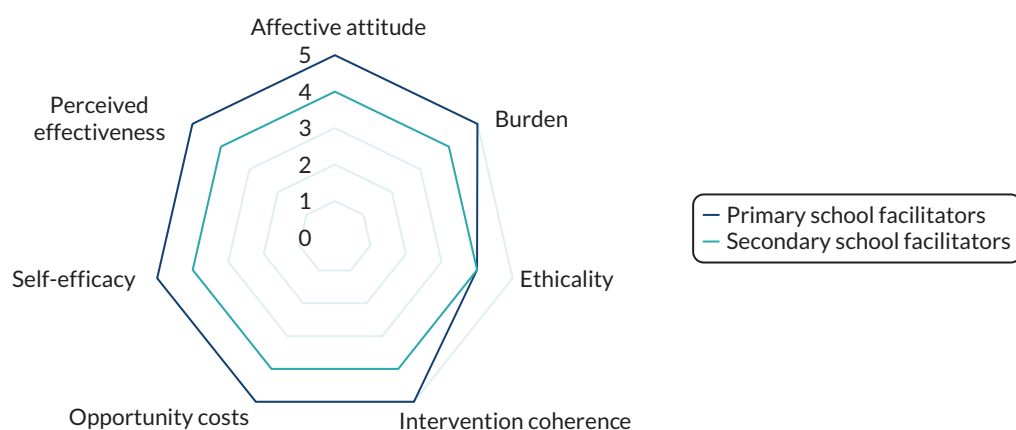 Affective attitude
5
4
3
2
1
0
Perceived
effectiveness
Burden
Self-efficacy
Ethicality
Opportunity costs
Intervention coherence
Primary school facilitators
Secondary school facilitators